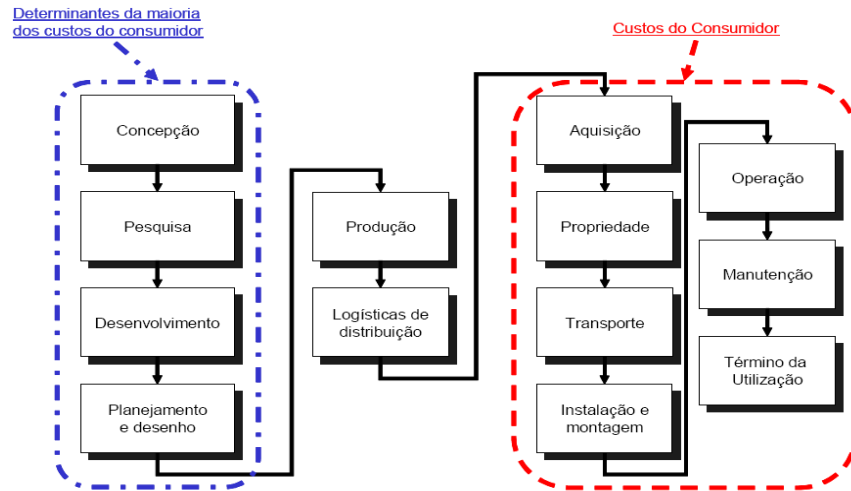 Determinantes da maioria
dos custos do consumidor
Custos do Consumidor
Concepção
Pesquisa
Desenvolvimento
Planejamento
e desenho
Produção
Logísticas de
distribuição
Aquisição
Propriedade
Transporte
Instalação e
montagem
Operação
Manutenção
Término da
Utilização